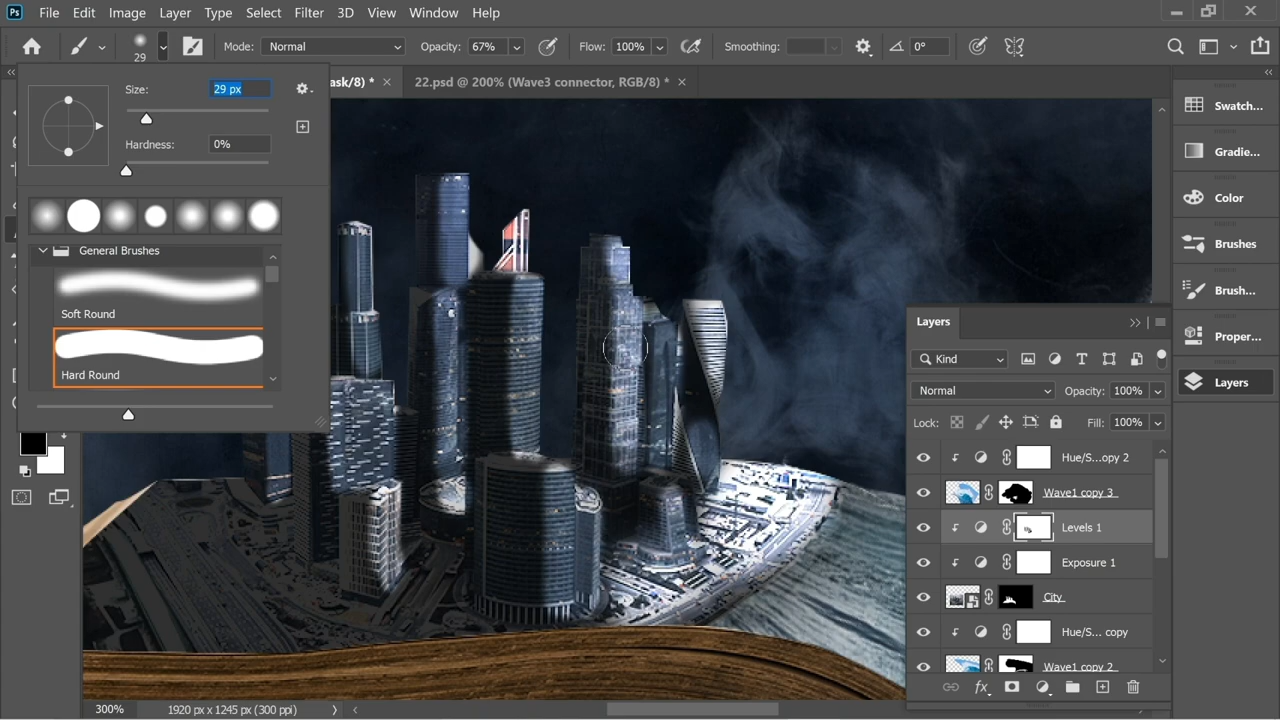 Ps File Edit Image Layer Type Select Filter 3D View Window Help
29 Mode: Normal Opacity: 67% Flow: 100% Smoothing: 0°
ask/8) * × 22.psd @ 200% (Wave3 connector, RGB/8) * ×
Size: 29 px
Hardness: 0%
General Brushes
Soft Round
Hard Round
Swatch...
Gradie...
Color
Brushes
Brush...
Proper...
Layers
Layers
Kind
Normal Opacity: 100%
Lock: Fill: 100%
Hue/S...opy 2
Wave1 copy 3
Levels 1
Exposure 1
City
Hue/S... copy
Wave1 copy 2
fx
300% 1920 px x 1245 px (300 ppi)